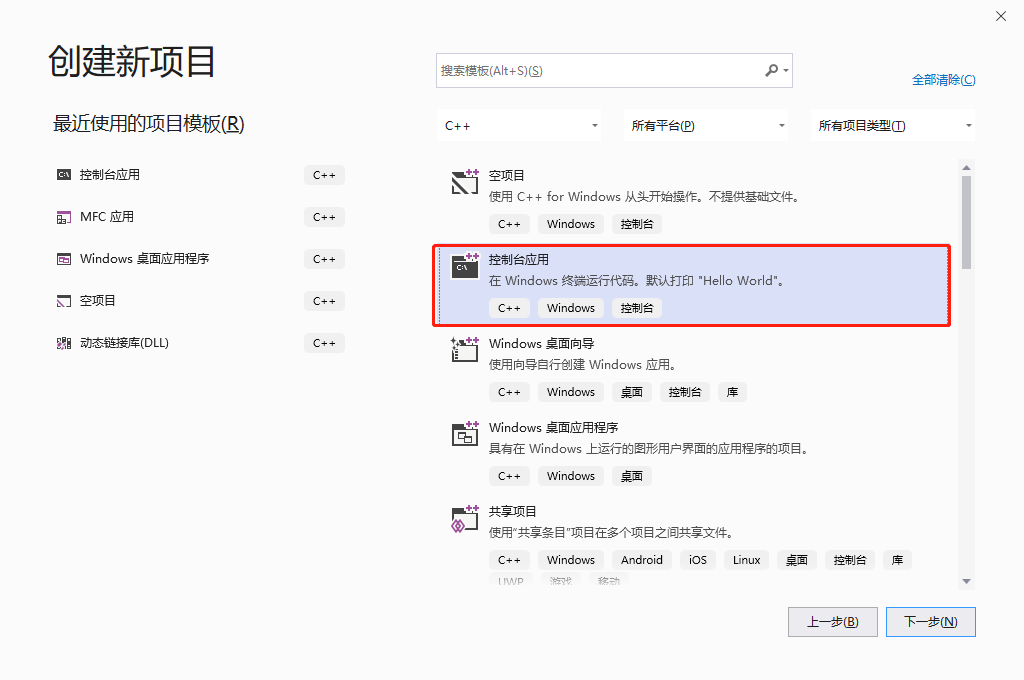 创建新项目
搜索模板(Alt+S)(S)
全部清除(C)
最近使用的项目模板(R)
C++
所有平台(P)
所有项目类型(T)
控制台应用
C++
MFC 应用
C++
Windows 桌面应用程序
C++
空项目
C++
动态链接库(DLL)
C++
空项目
使用 C++ for Windows 从头开始操作。不提供基础文件。
C++ Windows 控制台
C:\
控制台应用
在 Windows 终端运行代码。默认打印 "Hello World"。
C++ Windows 控制台
Windows 桌面向导
使用向导自行创建 Windows 应用。
C++ Windows 桌面 控制台 库
Windows 桌面应用程序
具有在 Windows 上运行的图形用户界面的应用程序的项目。
C++ Windows 桌面
共享项目
使用“共享条目”项目在多个项目之间共享文件。
C++ Windows Android iOS Linux 桌面 控制台 库
UWP 游戏 移动
上一步(B)
下一步(N)